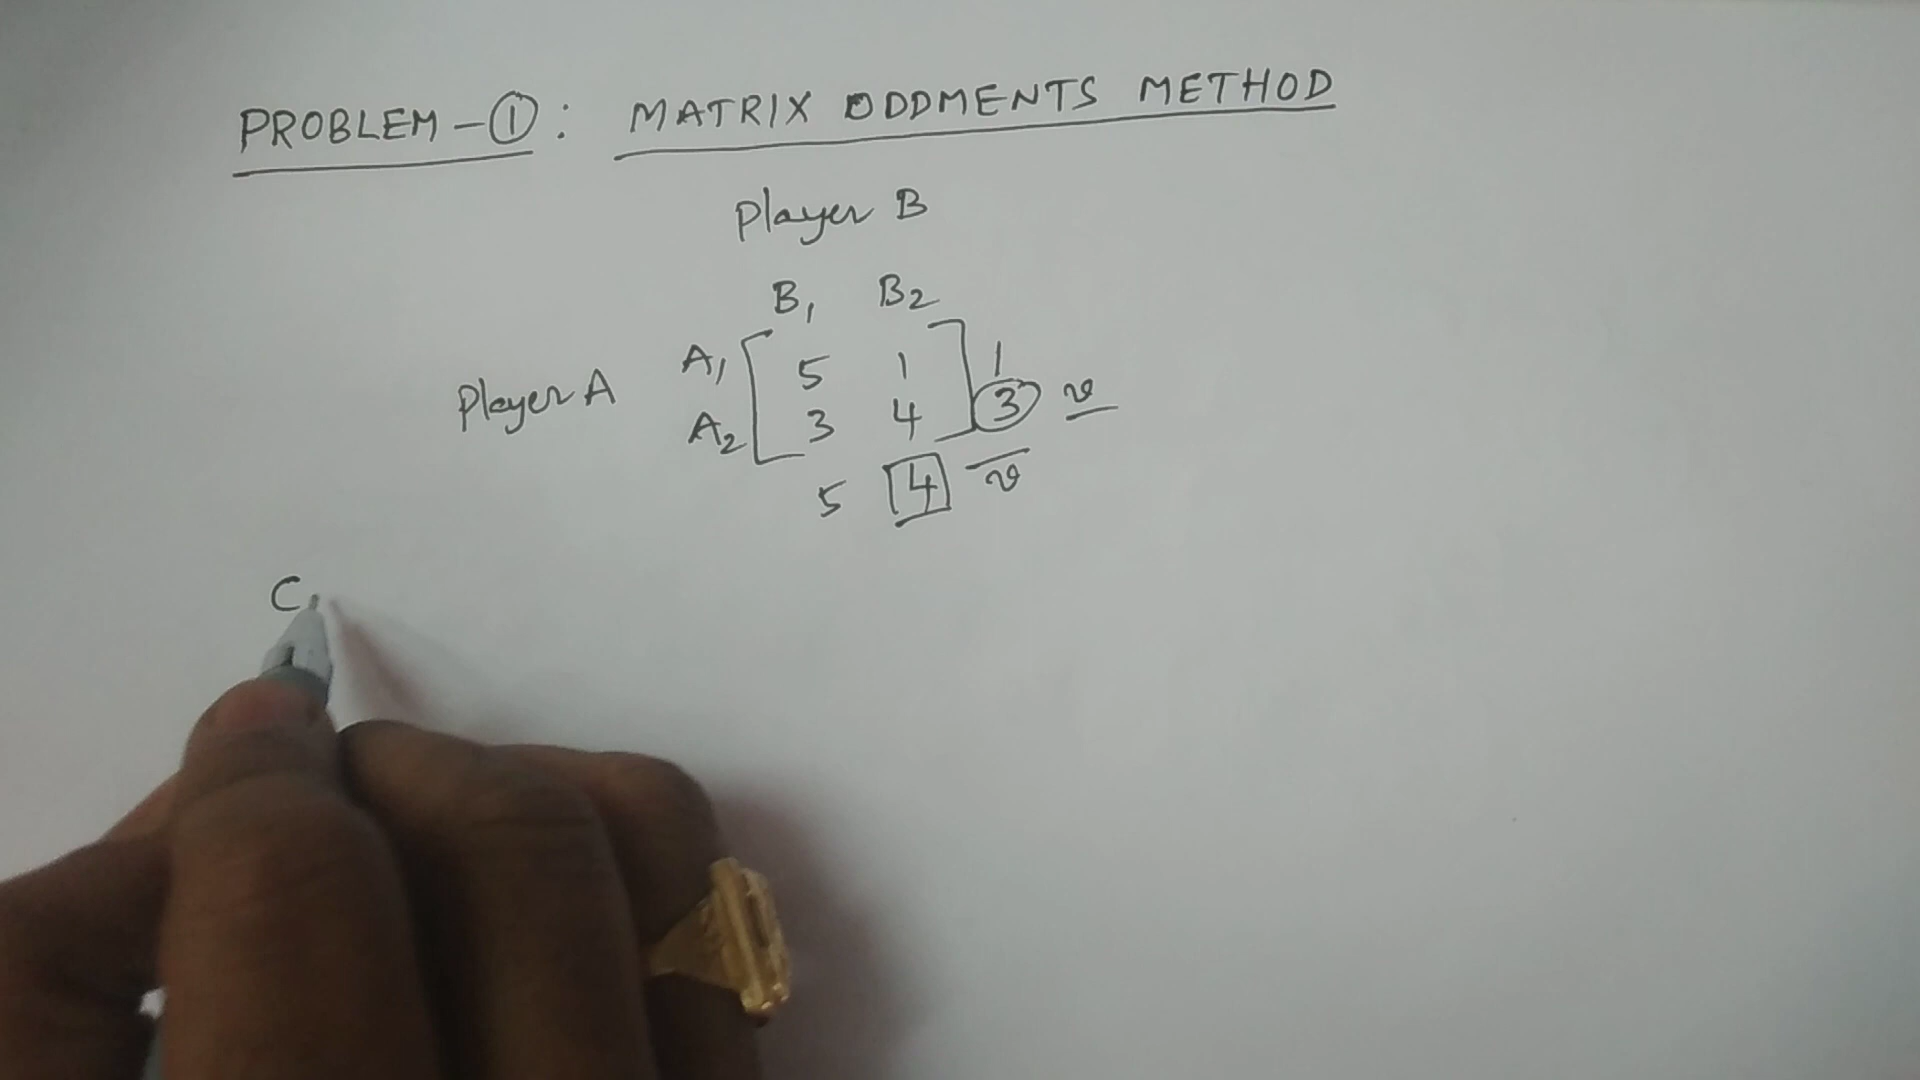 PROBLEM - ① : MATRIX ODDMENTS METHOD
Player B
B₁ B₂
A₁ 5 1 1
Player A
A₂ 3 4 3 v
5 4 v
C